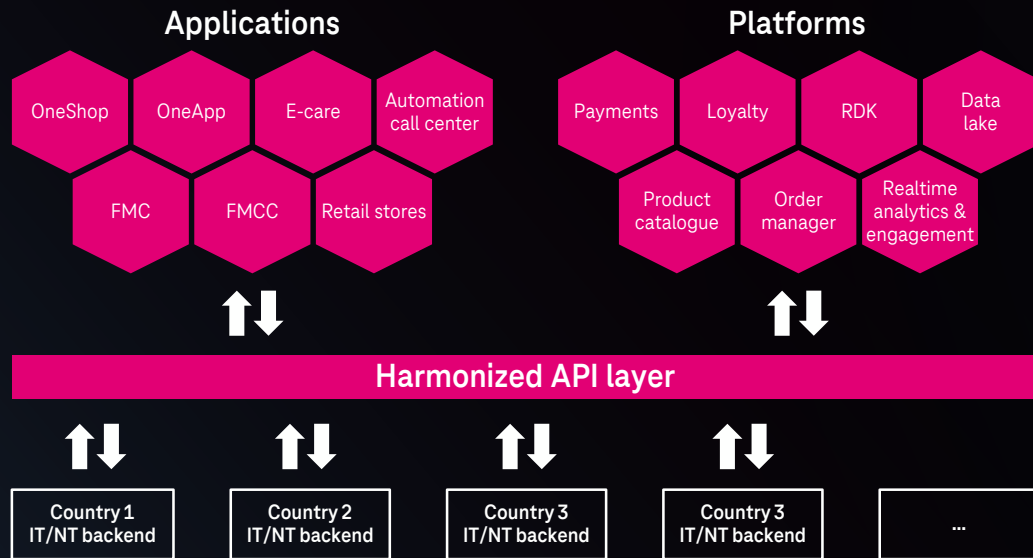 Applications
Platforms
OneShop
OneApp
E-care
Automation
call center
Payments
Loyalty
RDK
Data
lake
FMC
FMCC
Retail stores
Product
catalogue
Order
manager
Realtime
analytics &
engagement
Harmonized API layer
Country 1
IT/NT backend
Country 2
IT/NT backend
Country 3
IT/NT backend
Country 3
IT/NT backend
...